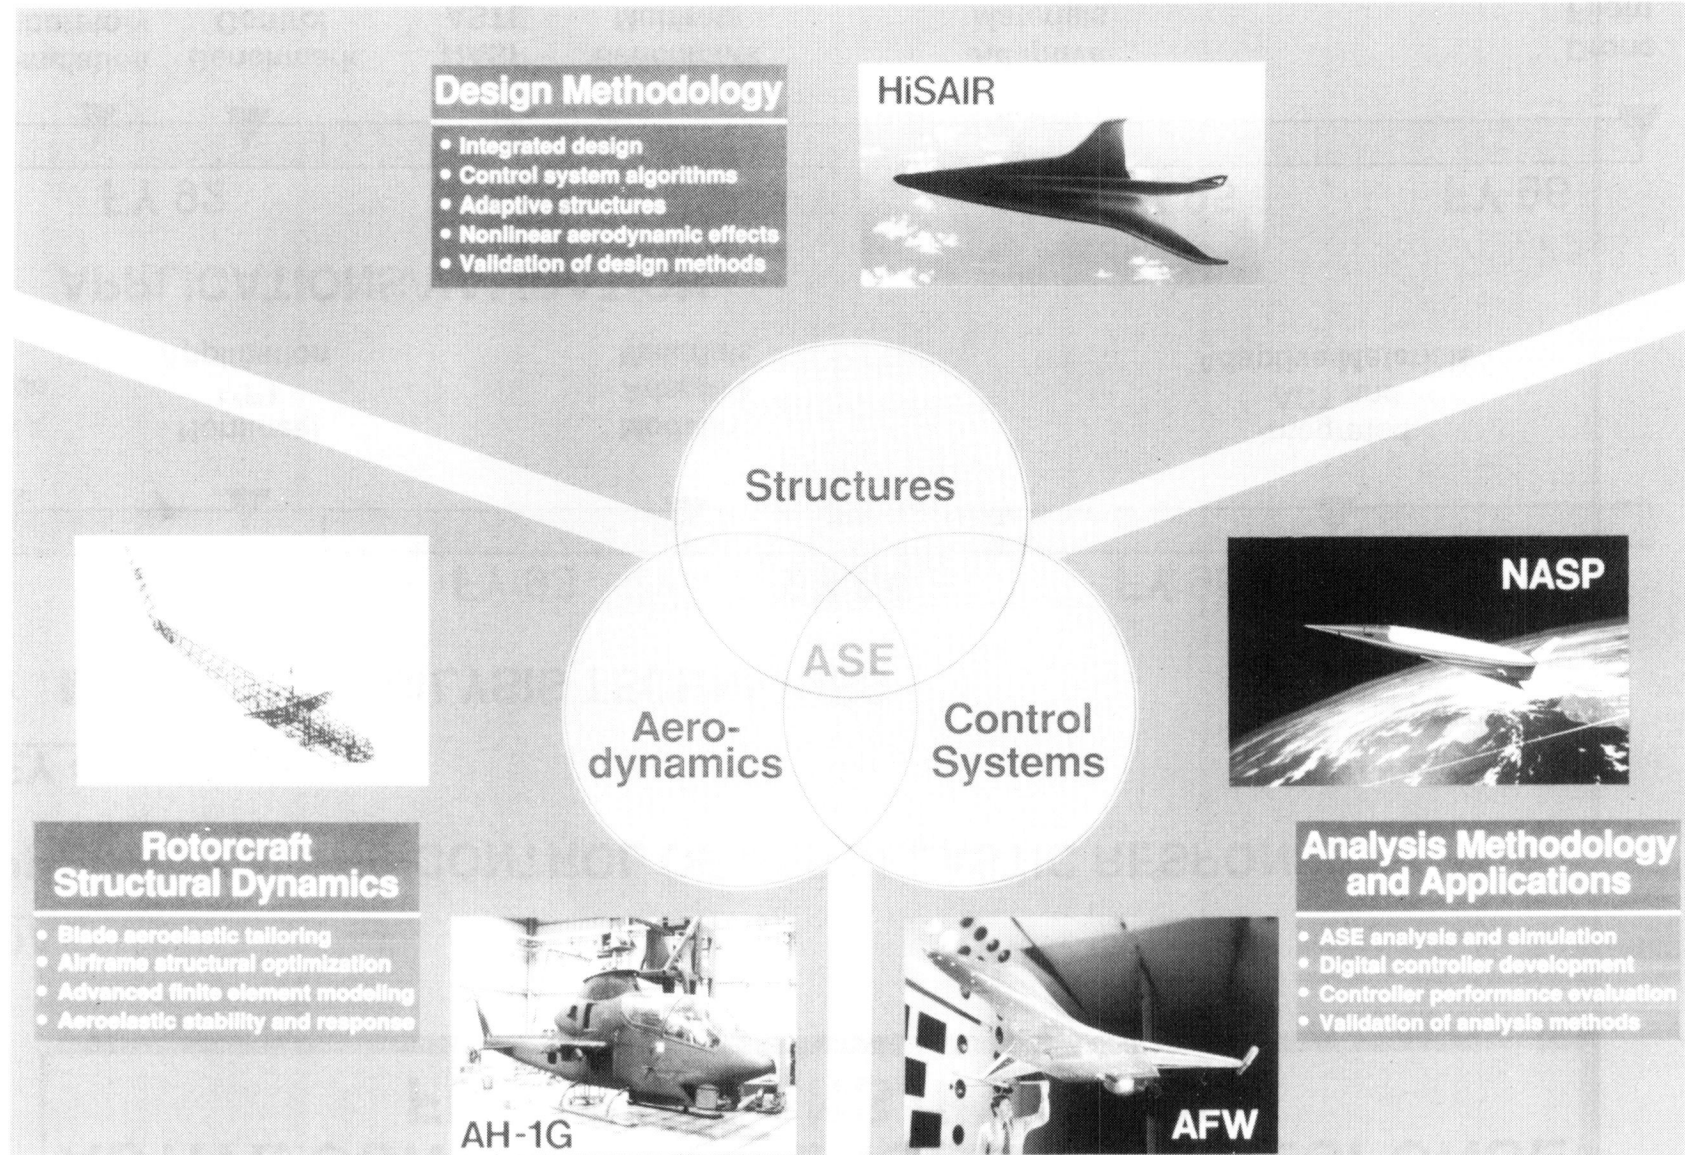 Design Methodology
• Integrated design
• Control system algorithms
• Adaptive structures
• Nonlinear aerodynamic effects
• Validation of design methods
HiSAIR
Structures
ASE
Aero-
dynamics
Control
Systems
NASP
Rotorcraft
Structural Dynamics
• Blade aeroelastic tailoring
• Airframe structural optimization
• Advanced finite element modeling
• Aeroelastic stability and response
AH-1G
AFW
Analysis Methodology
and Applications
• ASE analysis and simulation
• Digital controller development
• Controller performance evaluation
• Validation of analysis methods